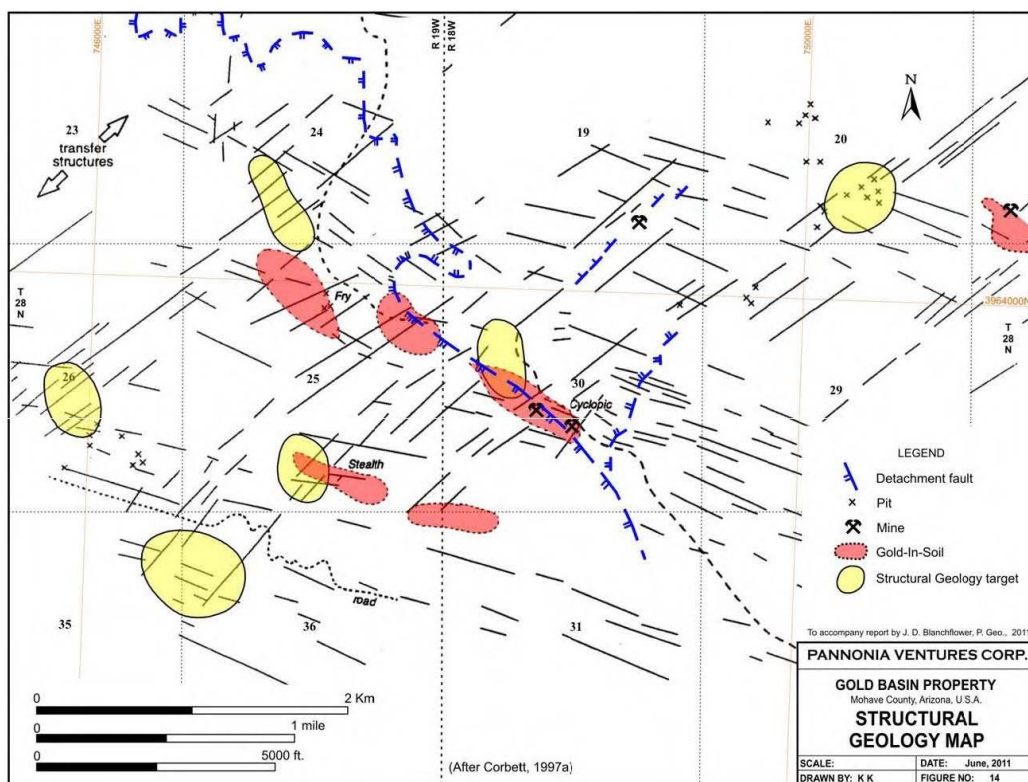 746000E
R 19W
R 18W
750000E
N
23
24
19
20
transfer
structures
T
28
N
Fry
3964000N
T
28
N
26
25
30
29
Cyclopic
Stealth
LEGEND
Detachment fault
Pit
Mine
Gold-In-Soil
Structural Geology target
road
35
36
31
To accompany report by J. D. Blanchflower, P. Geo., 2011
PANNONIA VENTURES CORP.
GOLD BASIN PROPERTY
Mohave County, Arizona, U.S.A.
STRUCTURAL
GEOLOGY MAP
SCALE:
DATE: June, 2011
DRAWN BY: K K
FIGURE NO: 14
0
2 Km
0
1 mile
0
5000 ft.
(After Corbett, 1997a)